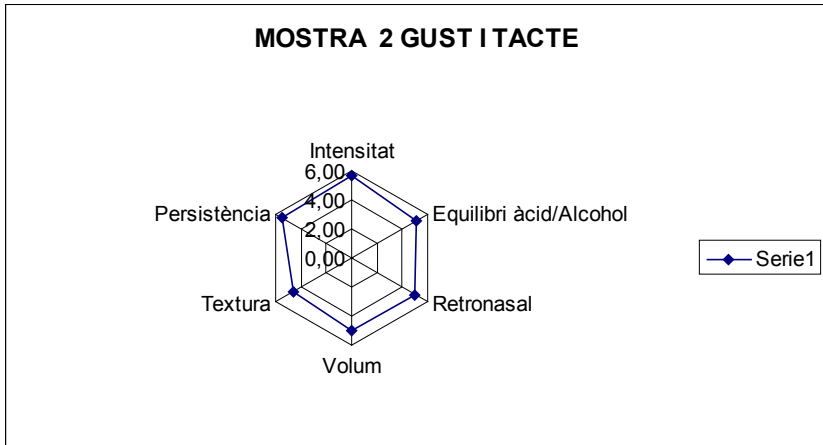 MOSTRA 2 GUST I TACTE
Intensitat
6,00
Persistència
4,00
Equilibri àcid/Alcohol
2,00
0,00
Serie1
Textura
Retronasal
Volum